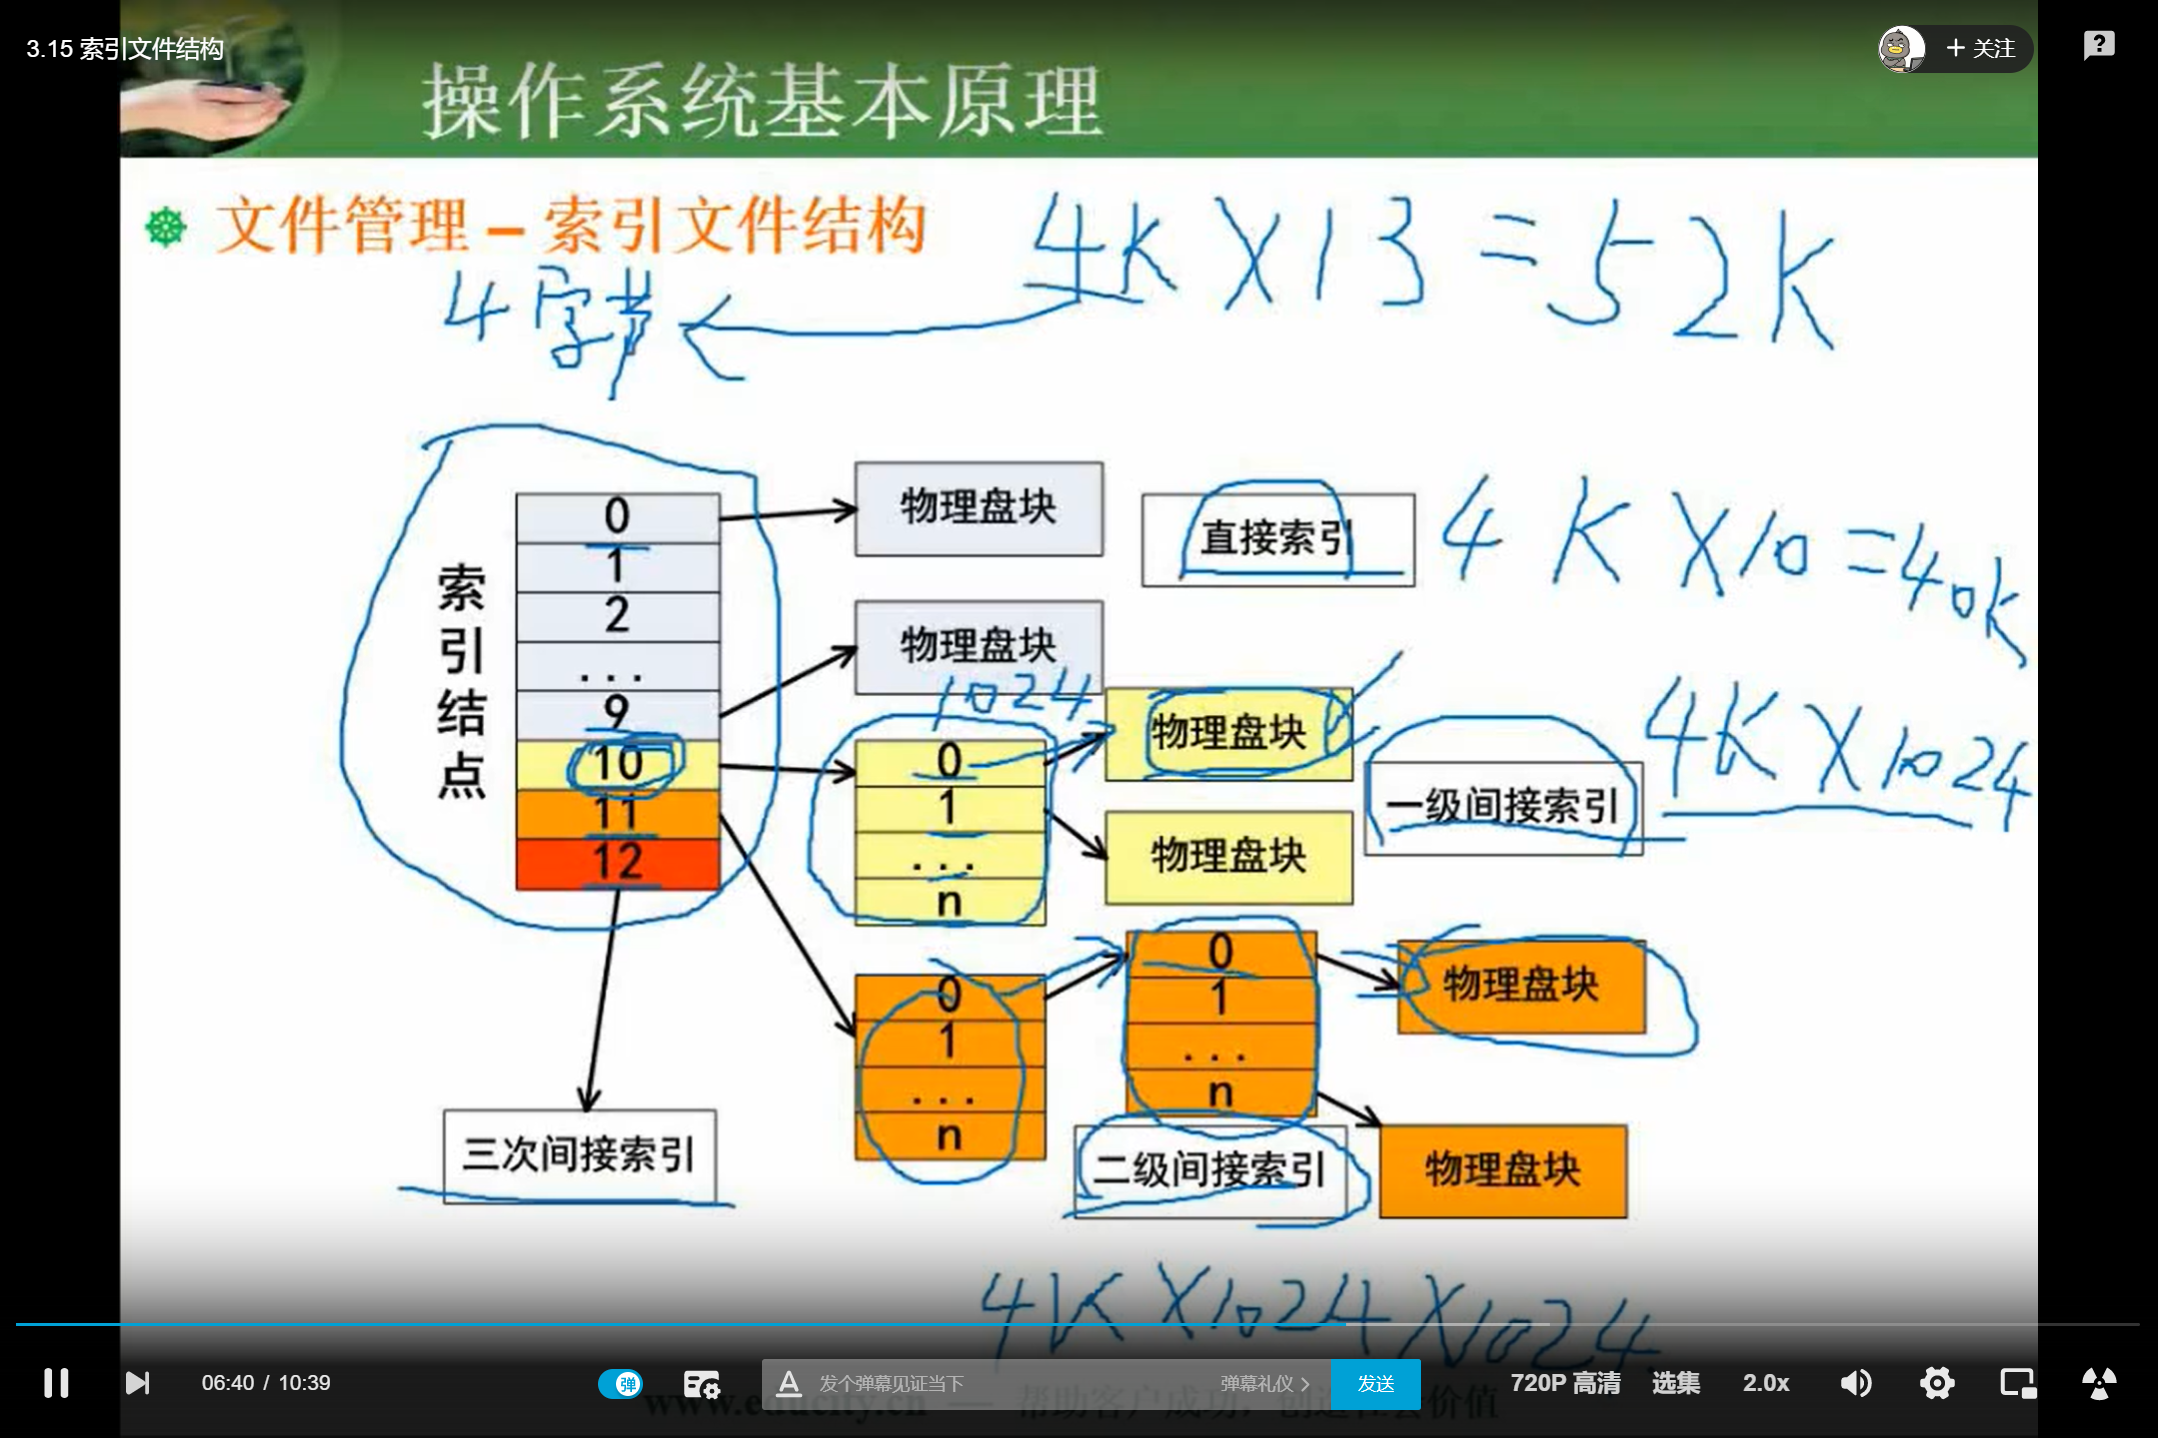 3.15 索引文件结构
+ 关注
操作系统基本原理
文件管理 – 索引文件结构
4K X 13 = 52K
4字节
索引结点
0
1
2
...
9
10
11
12
物理盘块
直接索引
4 K X 10 = 40K
物理盘块
1024
0
1
...
n
物理盘块
物理盘块
一级间接索引
4K X 1024
0
1
...
n
0
1
...
n
物理盘块
物理盘块
二级间接索引
三次间接索引
4K X 1024 X 1024
06:40 / 10:39
弹
发个弹幕见证当下
弹幕礼仪 >
发送
720P 高清
选集
2.0x
www.educity.cn — 帮助客户成功，创造社会价值